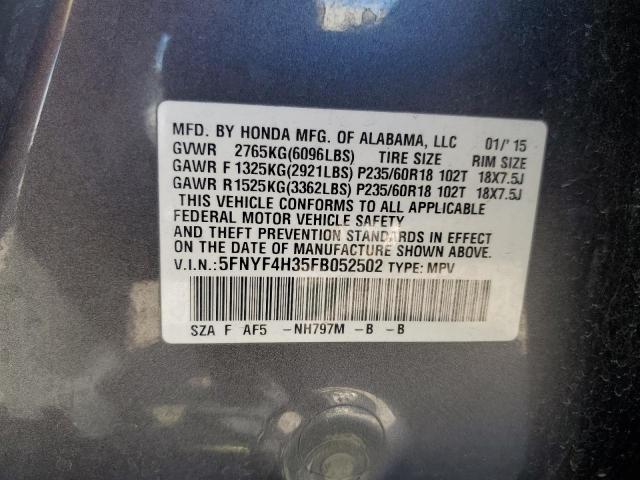 MFD. BY HONDA MFG. OF ALABAMA, LLC 01/'15
GVWR 2765KG(6096LBS) TIRE SIZE RIM SIZE
GAWR F 1325KG(2921LBS) P235/60R18 102T 18X7.5J
GAWR R 1525KG(3362LBS) P235/60R18 102T 18X7.5J
THIS VEHICLE CONFORMS TO ALL APPLICABLE
FEDERAL MOTOR VEHICLE SAFETY
AND THEFT PREVENTION STANDARDS IN EFFECT
ON THE DATE OF MANUFACTURE SHOWN ABOVE.
V.I.N.: 5FNYF4H35FB052502 TYPE: MPV
SZA F AF5 -NH797M -B -B